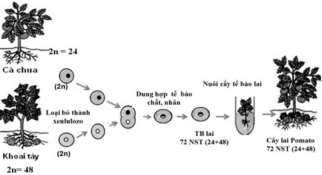 2n = 24
Cà chua
(2n)
Loại bỏ thành
xenlulozo
(2n)
Khoai tây
2n= 48
Dung hợp tế bào
chất, nhân
TB lai
72 NST (24+48)
Nuôi cấy tế bào lai
Cây lai Pomato
72 NST (24+48)